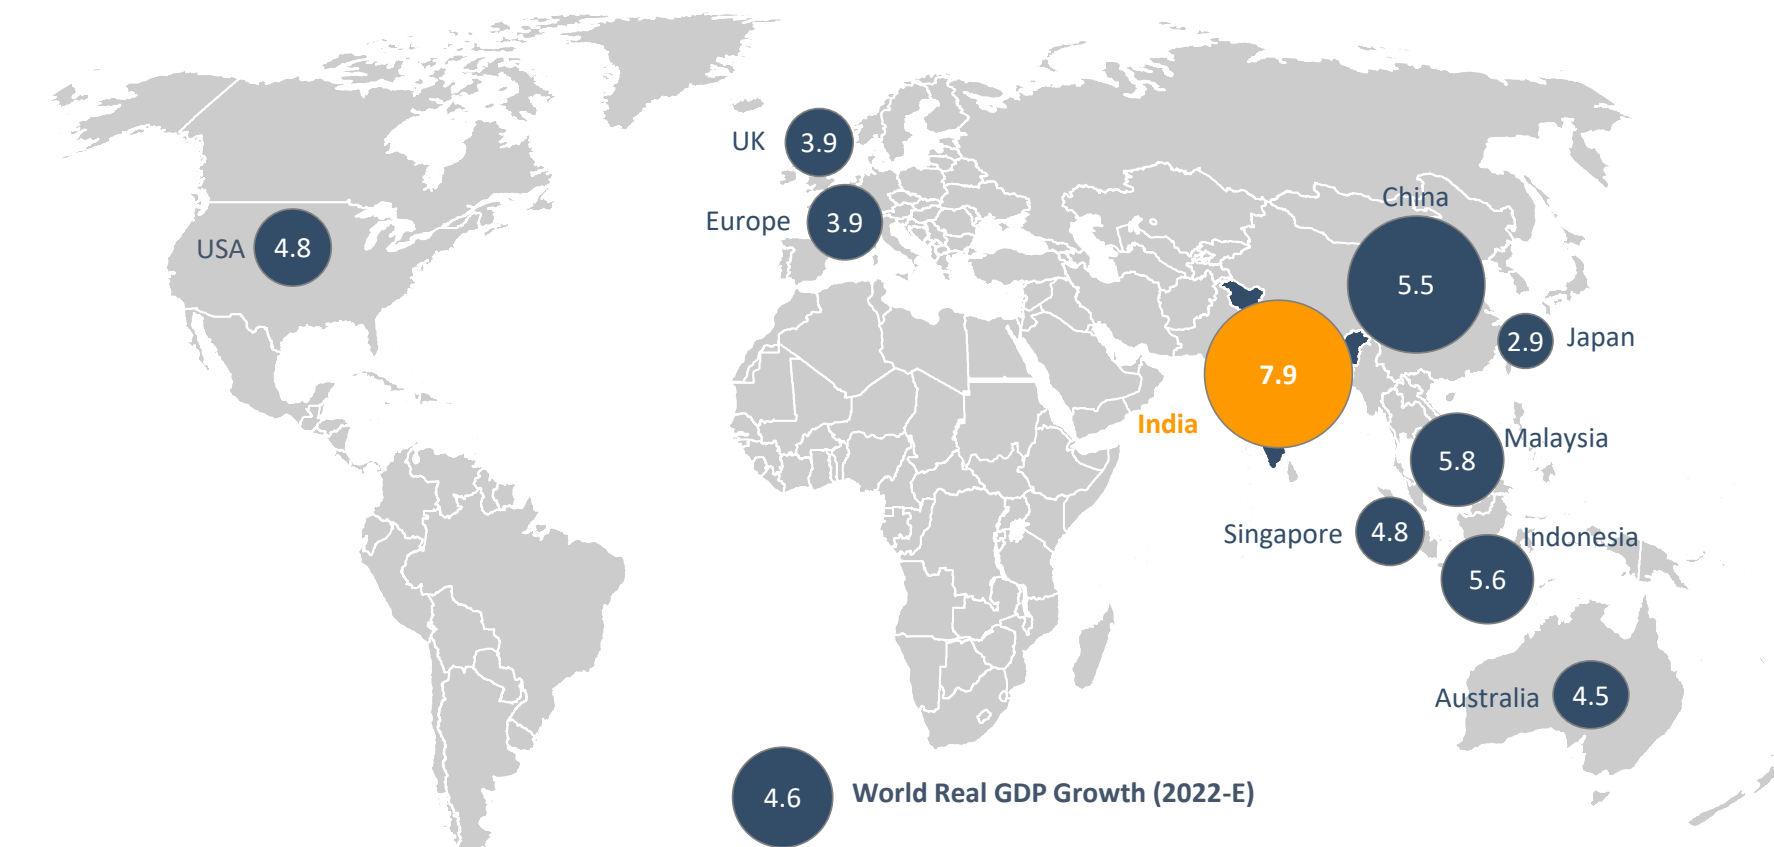 UK
3.9
Europe
3.9
USA
4.8
China
5.5
2.9
Japan
7.9
India
Malaysia
5.8
Singapore
4.8
Indonesia
5.6
Australia
4.5
4.6
World Real GDP Growth (2022-E)